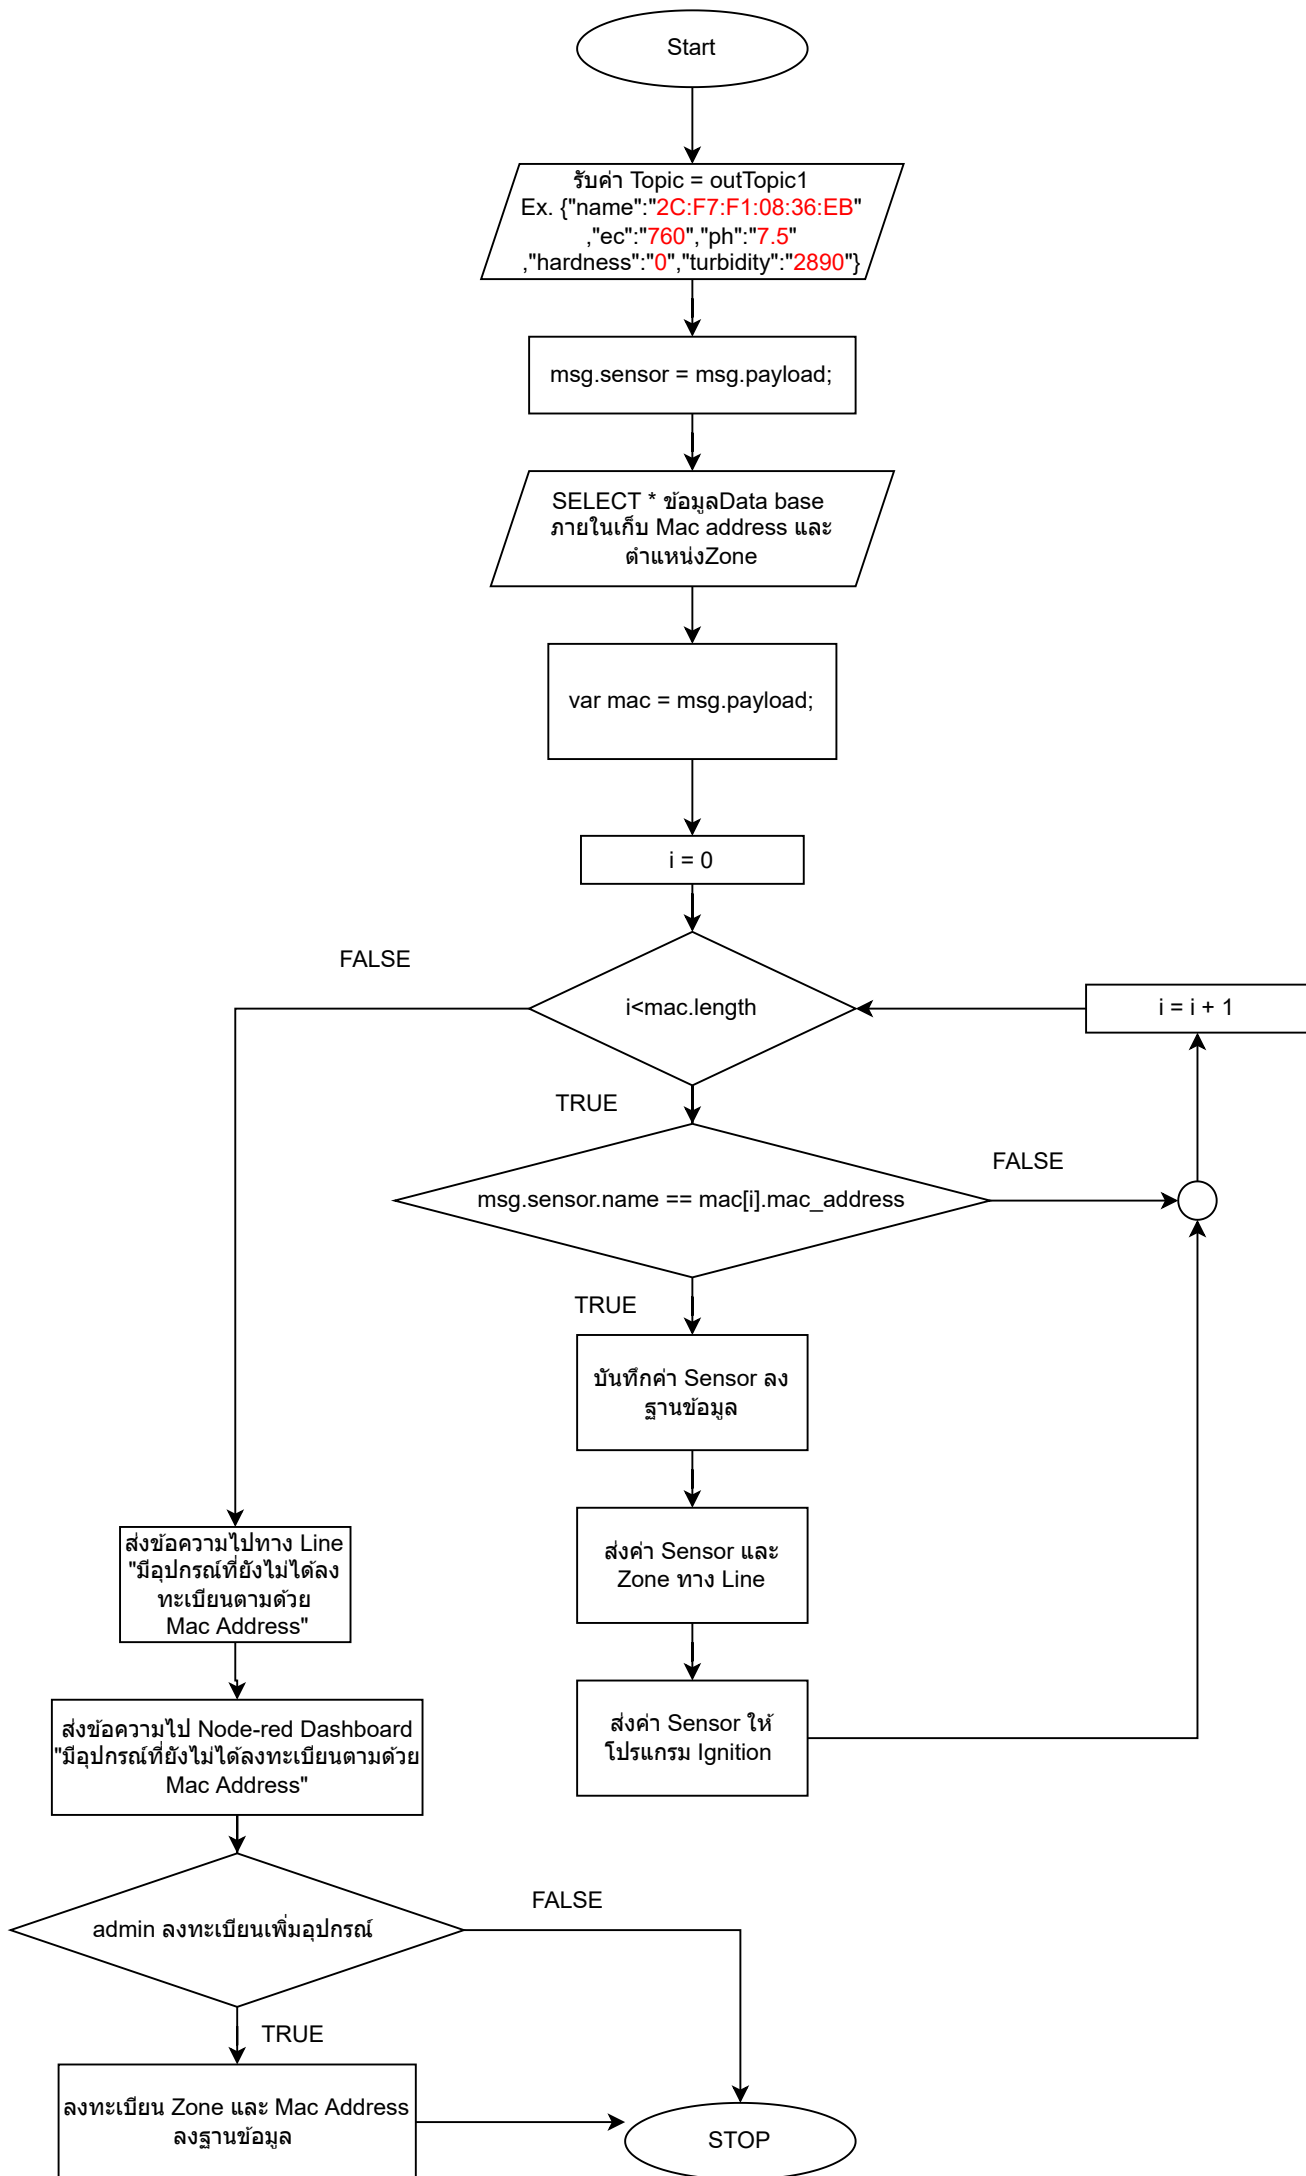 Start
รับค่า Topic = outTopic1
Ex. {"name":"2C:F7:F1:08:36:EB"
,"ec":"760","ph":"7.5"
,"hardness":"0","turbidity":"2890"}
msg.sensor = msg.payload;
SELECT * ข้อมูลData base
ภายในเก็บ Mac address และ
ตำแหน่งZone
var mac = msg.payload;
i = 0
FALSE
i<mac.length
i = i + 1
TRUE
msg.sensor.name == mac[i].mac_address
FALSE
TRUE
บันทึกค่า Sensor ลง
ฐานข้อมูล
ส่งค่า Sensor และ
Zone ทาง Line
ส่งค่า Sensor ให้
โปรแกรม Ignition
ส่งข้อความไปทาง Line
"มีอุปกรณ์ที่ยังไม่ได้ลง
ทะเบียนตามด้วย
Mac Address"
ส่งข้อความไป Node-red Dashboard
"มีอุปกรณ์ที่ยังไม่ได้ลงทะเบียนตามด้วย
Mac Address"
admin ลงทะเบียนเพิ่มอุปกรณ์
FALSE
TRUE
ลงทะเบียน Zone และ Mac Address
ลงฐานข้อมูล
STOP